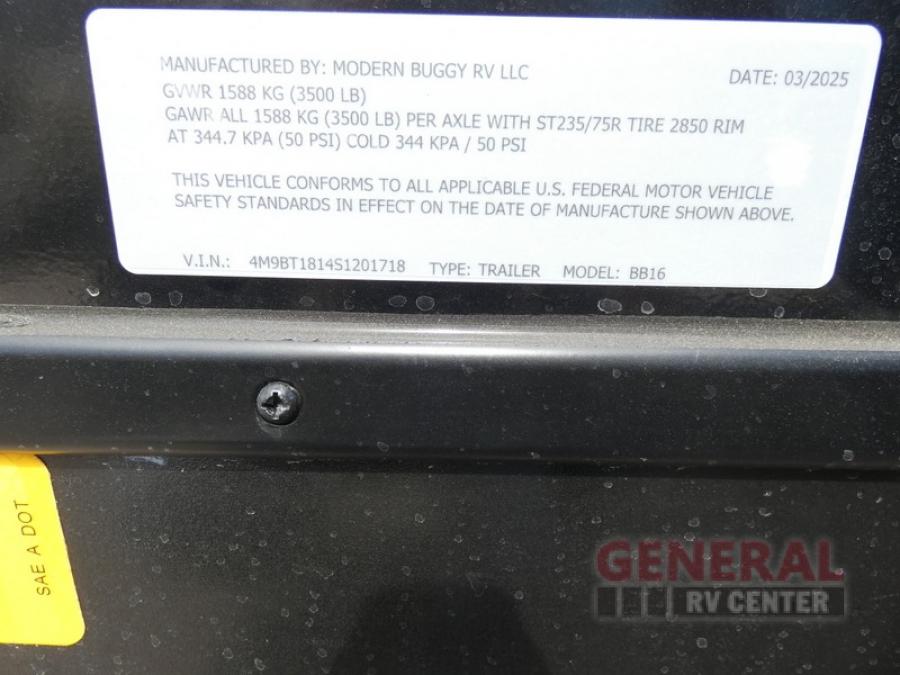 MANUFACTURED BY: MODERN BUGGY RV LLC
DATE: 03/2025
GVWR 1588 KG (3500 LB)
GAWR ALL 1588 KG (3500 LB) PER AXLE WITH ST235/75R TIRE 2850 RIM
AT 344.7 KPA (50 PSI) COLD 344 KPA / 50 PSI
THIS VEHICLE CONFORMS TO ALL APPLICABLE U.S. FEDERAL MOTOR VEHICLE
SAFETY STANDARDS IN EFFECT ON THE DATE OF MANUFACTURE SHOWN ABOVE.
V.I.N.: 4M9BT1814S1201718 TYPE: TRAILER MODEL: BB16
SAE A DOT
GENERAL
RV CENTER